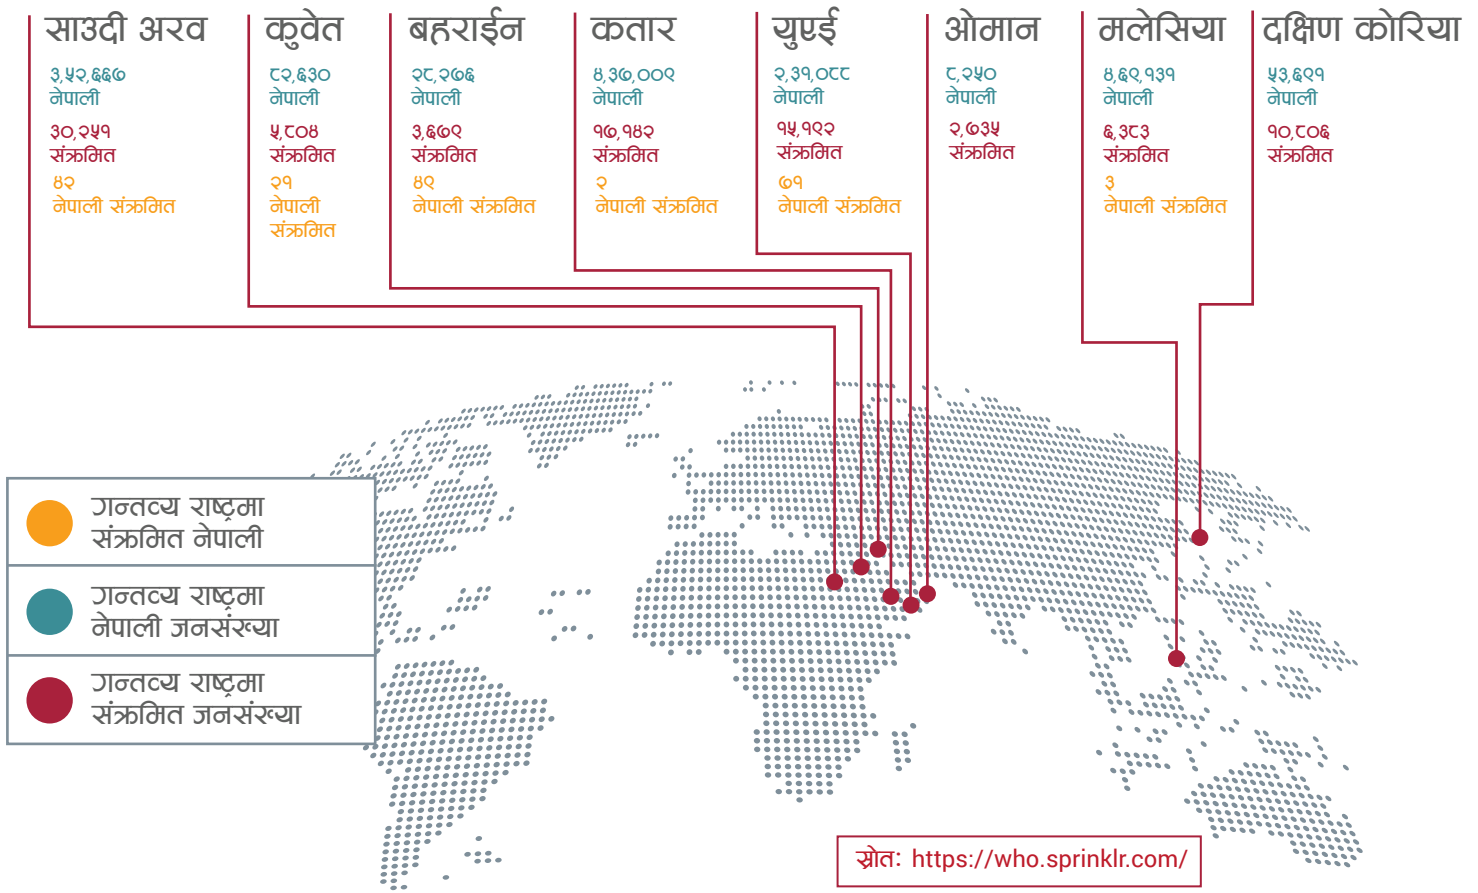 साउदी अरव
३,५२,६६७
नेपाली
३०,२५१
संक्रमित
४२
नेपाली संक्रमित
कुवेत
८२,६३०
नेपाली
५,८०४
संक्रमित
२१
नेपाली
संक्रमित
बहराईन
२८,२७६
नेपाली
३,६७९
संक्रमित
४९
नेपाली संक्रमित
कतार
४,३७,००९
नेपाली
१७,१४२
संक्रमित
२
नेपाली संक्रमित
युएई
२,३१,०८८
नेपाली
१५,१९२
संक्रमित
७१
नेपाली संक्रमित
ओमान
८,२५०
नेपाली
२,७३५
संक्रमित
मलेसिया
४,६९,१३१
नेपाली
६,३८३
संक्रमित
३
नेपाली संक्रमित
दक्षिण कोरिया
५३,६९१
नेपाली
१०,८०६
संक्रमित
गन्तव्य राष्ट्रमा
संक्रमित नेपाली
गन्तव्य राष्ट्रमा
नेपाली जनसंख्या
गन्तव्य राष्ट्रमा
संक्रमित जनसंख्या
स्रोत: https://who.sprinklr.com/